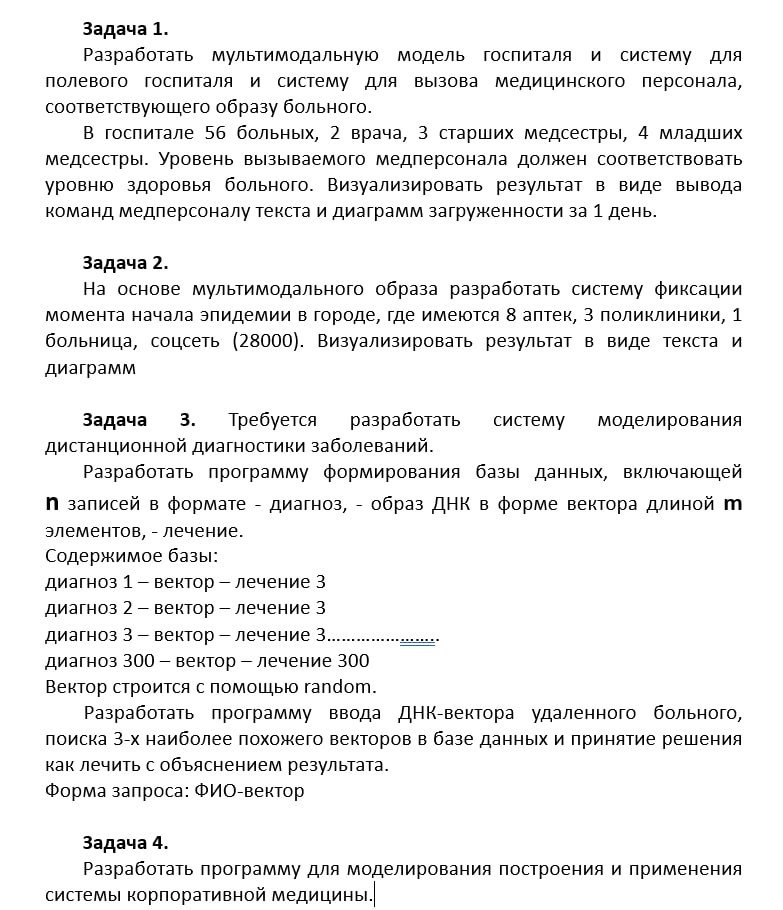 Задача 1.
Разработать мультимодальную модель госпиталя и систему для
полевого госпиталя и систему для вызова медицинского персонала,
соответствующего образу больного.
В госпитале 56 больных, 2 врача, 3 старших медсестры, 4 младших
медсестры. Уровень вызываемого медперсонала должен соответствовать
уровню здоровья больного. Визуализировать результат в виде вывода
команд медперсоналу текста и диаграмм загруженности за 1 день.
Задача 2.
На основе мультимодального образа разработать систему фиксации
момента начала эпидемии в городе, где имеются 8 аптек, 3 поликлиники, 1
больница, соцсеть (28000). Визуализировать результат в виде текста и
диаграмм
Задача 3. Требуется разработать систему моделирования
дистанционной диагностики заболеваний.
Разработать программу формирования базы данных, включающей
n записей в формате - диагноз, - образ ДНК в форме вектора длиной m
элементов, - лечение.
Содержимое базы:
диагноз 1 – вектор – лечение 3
диагноз 2 – вектор – лечение 3
диагноз 3 – вектор – лечение 3…………………….
диагноз 300 – вектор – лечение 300
Вектор строится с помощью random.
Разработать программу ввода ДНК-вектора удаленного больного,
поиска 3-х наиболее похожего векторов в базе данных и принятие решения
как лечить с объяснением результата.
Форма запроса: ФИО-вектор
Задача 4.
Разработать программу для моделирования построения и применения
системы корпоративной медицины.